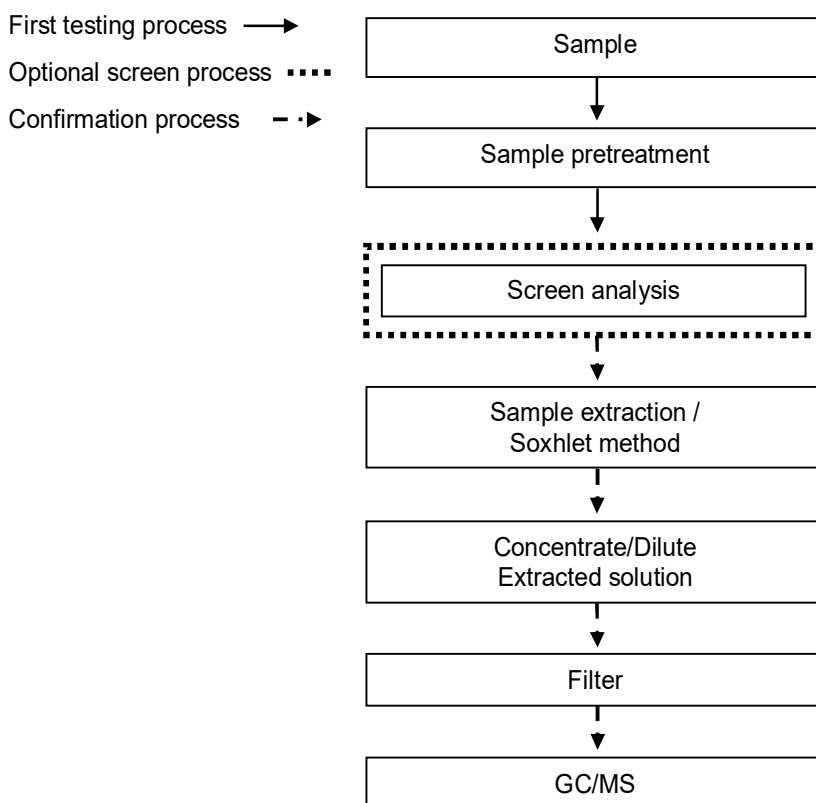 First testing process
Optional screen process
Confirmation process
Sample
Sample pretreatment
Screen analysis
Sample extraction /
Soxhlet method
Concentrate/Dilute
Extracted solution
Filter
GC/MS